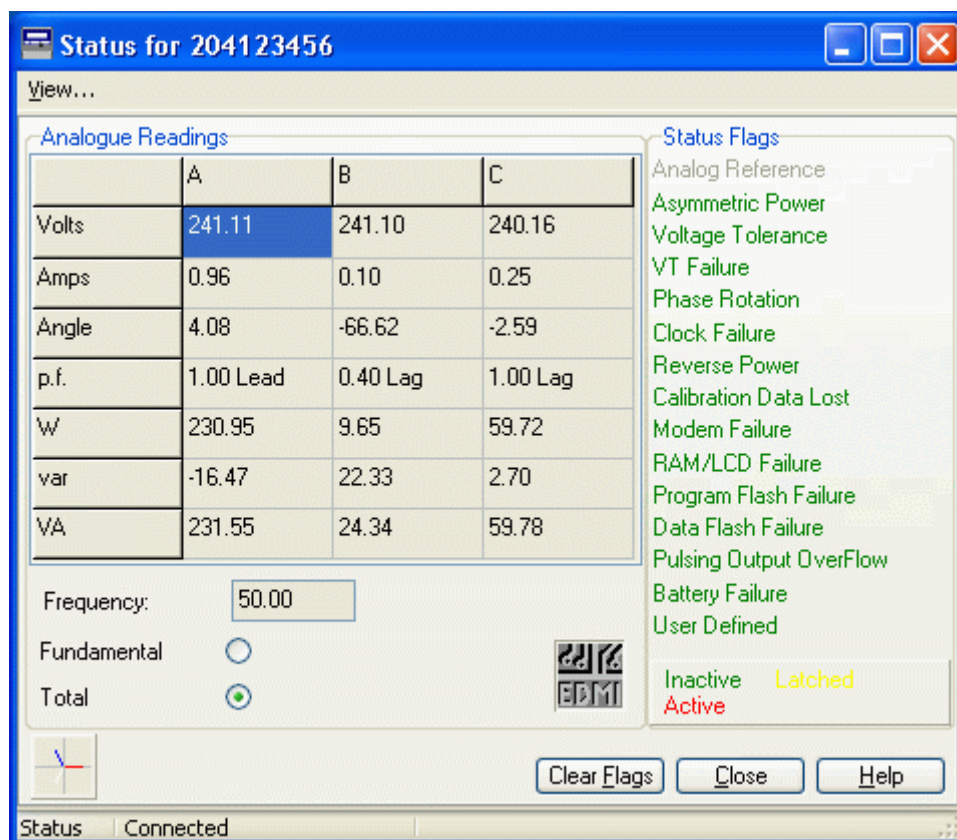 Status for 204123456
View...
Analogue Readings
A B C
Volts 241.11 241.10 240.16
Amps 0.96 0.10 0.25
Angle 4.08 -66.62 -2.59
p.f. 1.00 Lead 0.40 Lag 1.00 Lag
W 230.95 9.65 59.72
var -16.47 22.33 2.70
VA 231.55 24.34 59.78
Frequency: 50.00
Fundamental
Total
EDMI
Status Flags
Analog Reference
Asymmetric Power
Voltage Tolerance
VT Failure
Phase Rotation
Clock Failure
Reverse Power
Calibration Data Lost
Modem Failure
RAM/LCD Failure
Program Flash Failure
Data Flash Failure
Pulsing Output OverFlow
Battery Failure
User Defined
Inactive Latched
Active
Clear Flags Close Help
Status Connected